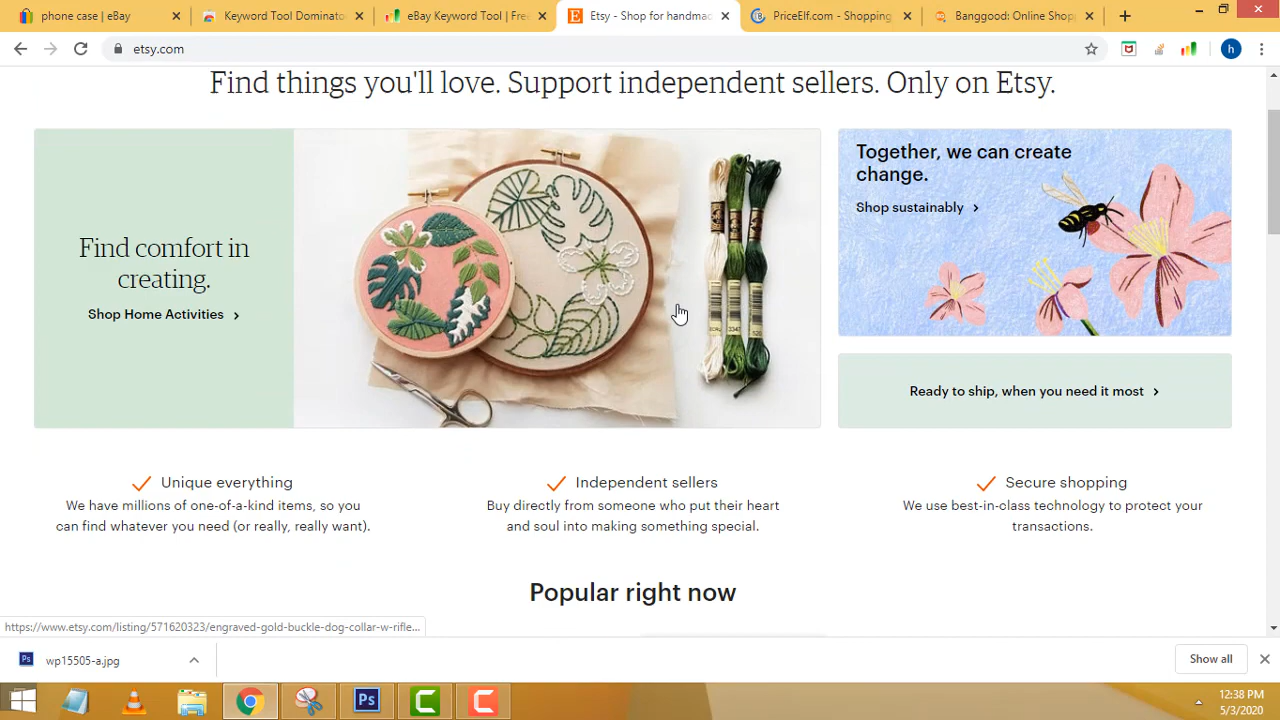 phone case | eBay
Keyword Tool Dominato
eBay Keyword Tool | Free
Etsy - Shop for handmac
PriceElf.com - Shopping
Banggood: Online Shop
etsy.com
h
Find things you'll love. Support independent sellers. Only on Etsy.
Find comfort in
creating.
Shop Home Activities
Together, we can create
change.
Shop sustainably
Ready to ship, when you need it most
Unique everything
We have millions of one-of-a-kind items, so you
can find whatever you need (or really, really want).
Independent sellers
Buy directly from someone who put their heart
and soul into making something special.
Secure shopping
We use best-in-class technology to protect your
transactions.
Popular right now
https://www.etsy.com/listing/571620323/engraved-gold-buckle-dog-collar-w-rifle...
Ps
wp15505-a.jpg
Show all
Ps
C
C
12:38 PM
5/3/2020